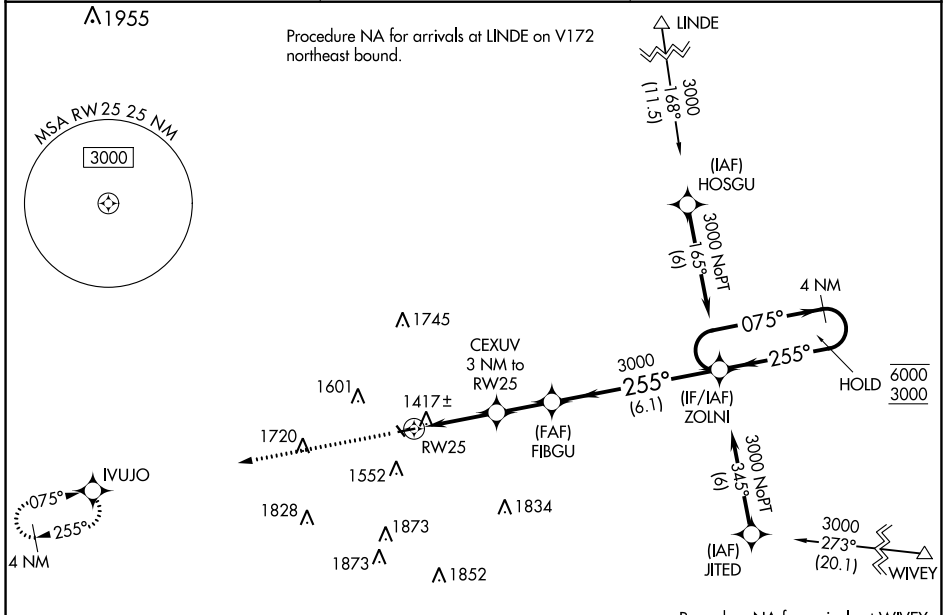 1955
Procedure NA for arrivals at LINDE on V172
northeast bound.
LINDE
3000
168°
(11.5)
MSA RW25 25 NM
3000
(IAF)
HOSGU
3000 NoPT
165°
(6)
4 NM
075°
255°
HOLD
6000
3000
1745
CEXUV
3 NM to
RW25
3000
255°
(6.1)
(IF/IAF)
ZOLNI
1601
1417±
(FAF)
FIBGU
1720
RW25
1552
IVUJO
075°
255°
4 NM
1828
1834
1873
1873
1852
3000 NoPT
345°
(6)
(IAF)
JITED
3000
273°
(20.1)
WIVEY